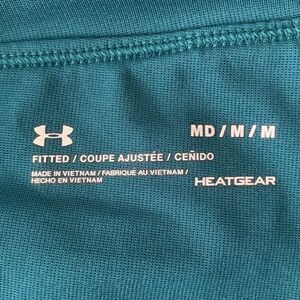 MD / M / M
FITTED / COUPE AJUSTÉE / CEÑIDO
MADE IN VIETNAM / FABRIQUÉ AU VIETNAM /
HECHO EN VIETNAM
HEATGEAR